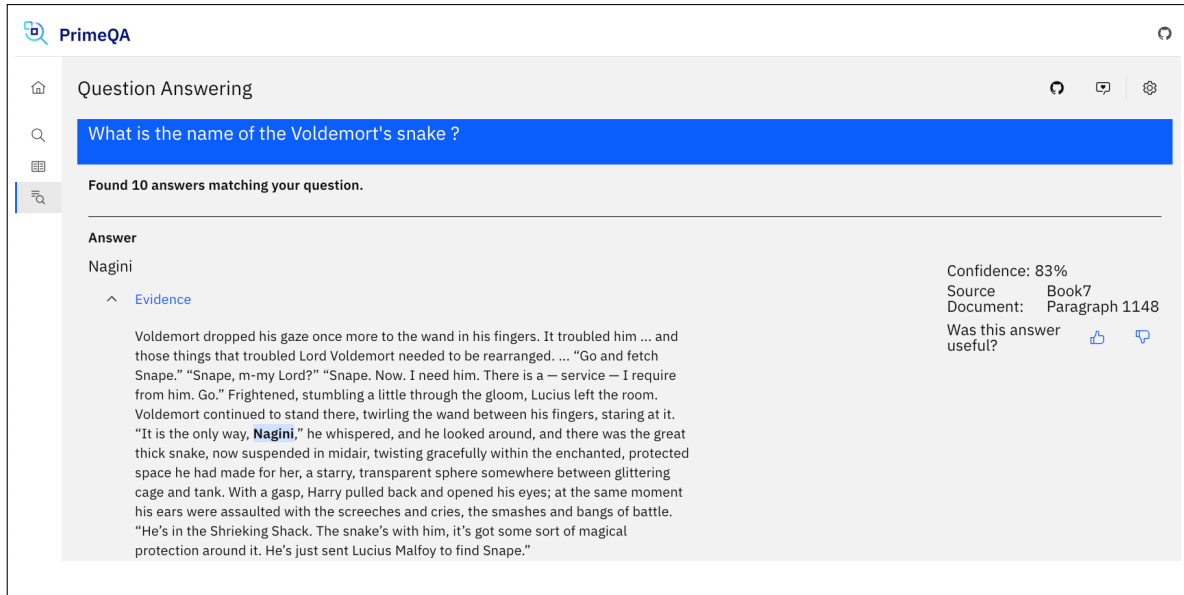 PrimeQA
Question Answering
What is the name of the Voldemort's snake ?
Found 10 answers matching your question.
Answer
Nagini
Confidence: 83%
Source Document: Book7 Paragraph 1148
Was this answer useful?
Evidence
Voldemort dropped his gaze once more to the wand in his fingers. It troubled him ... and
those things that troubled Lord Voldemort needed to be rearranged. ... “Go and fetch
Snape.” “Snape, m-my Lord?” “Snape. Now. I need him. There is a — service — I require
from him. Go.” Frightened, stumbling a little through the gloom, Lucius left the room.
Voldemort continued to stand there, twirling the wand between his fingers, staring at it.
“It is the only way, Nagini,” he whispered, and he looked around, and there was the great
thick snake, now suspended in midair, twisting gracefully within the enchanted, protected
space he had made for her, a starry, transparent sphere somewhere between glittering
cage and tank. With a gasp, Harry pulled back and opened his eyes; at the same moment
his ears were assaulted with the screeches and cries, the smashes and bangs of battle.
“He’s in the Shrieking Shack. The snake’s with him, it’s got some sort of magical
protection around it. He’s just sent Lucius Malfoy to find Snape.”